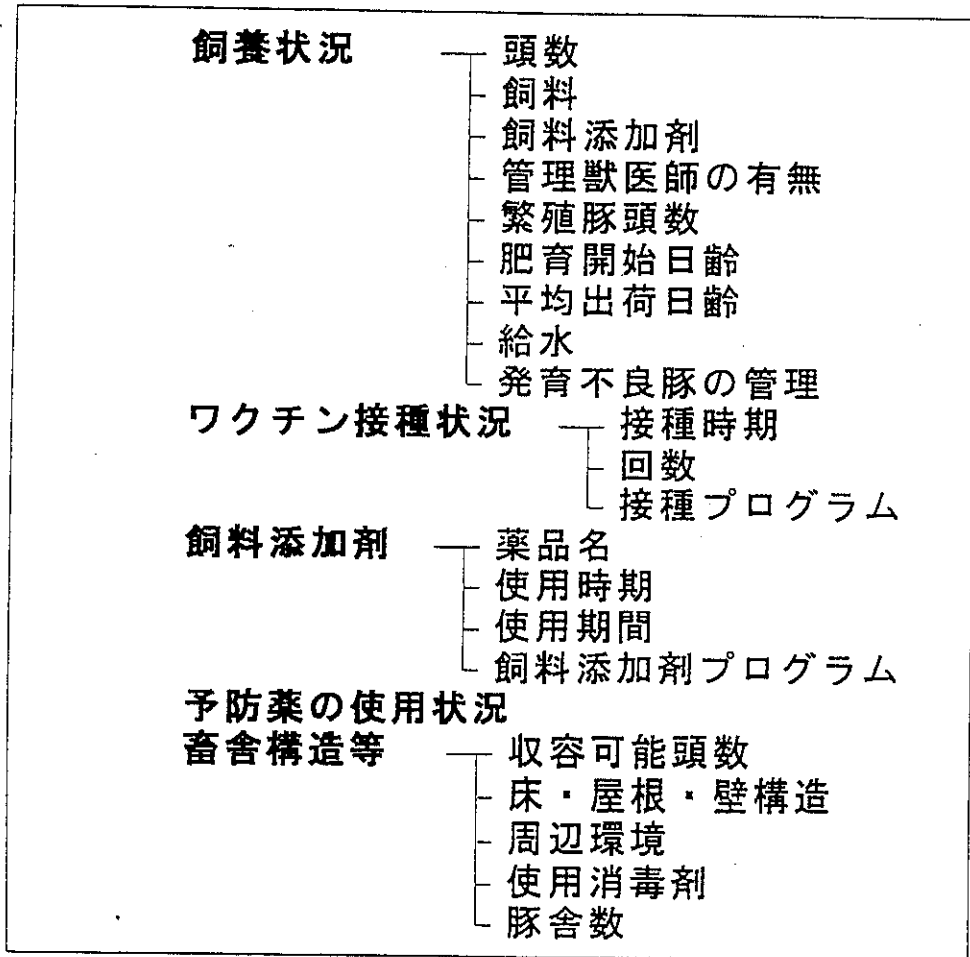 飼養状況 頭数
飼料
飼料添加剤
管理獣医師の有無
繁殖豚頭数
肥育開始日齢
平均出荷日齢
給水
発育不良豚の管理
ワクチン接種状況 接種時期
回数
接種プログラム
飼料添加剤 薬品名
使用時期
使用期間
飼料添加剤プログラム
予防薬の使用状況
畜舎構造等 収容可能頭数
床・屋根・壁構造
周辺環境
使用消毒剤
豚舎数